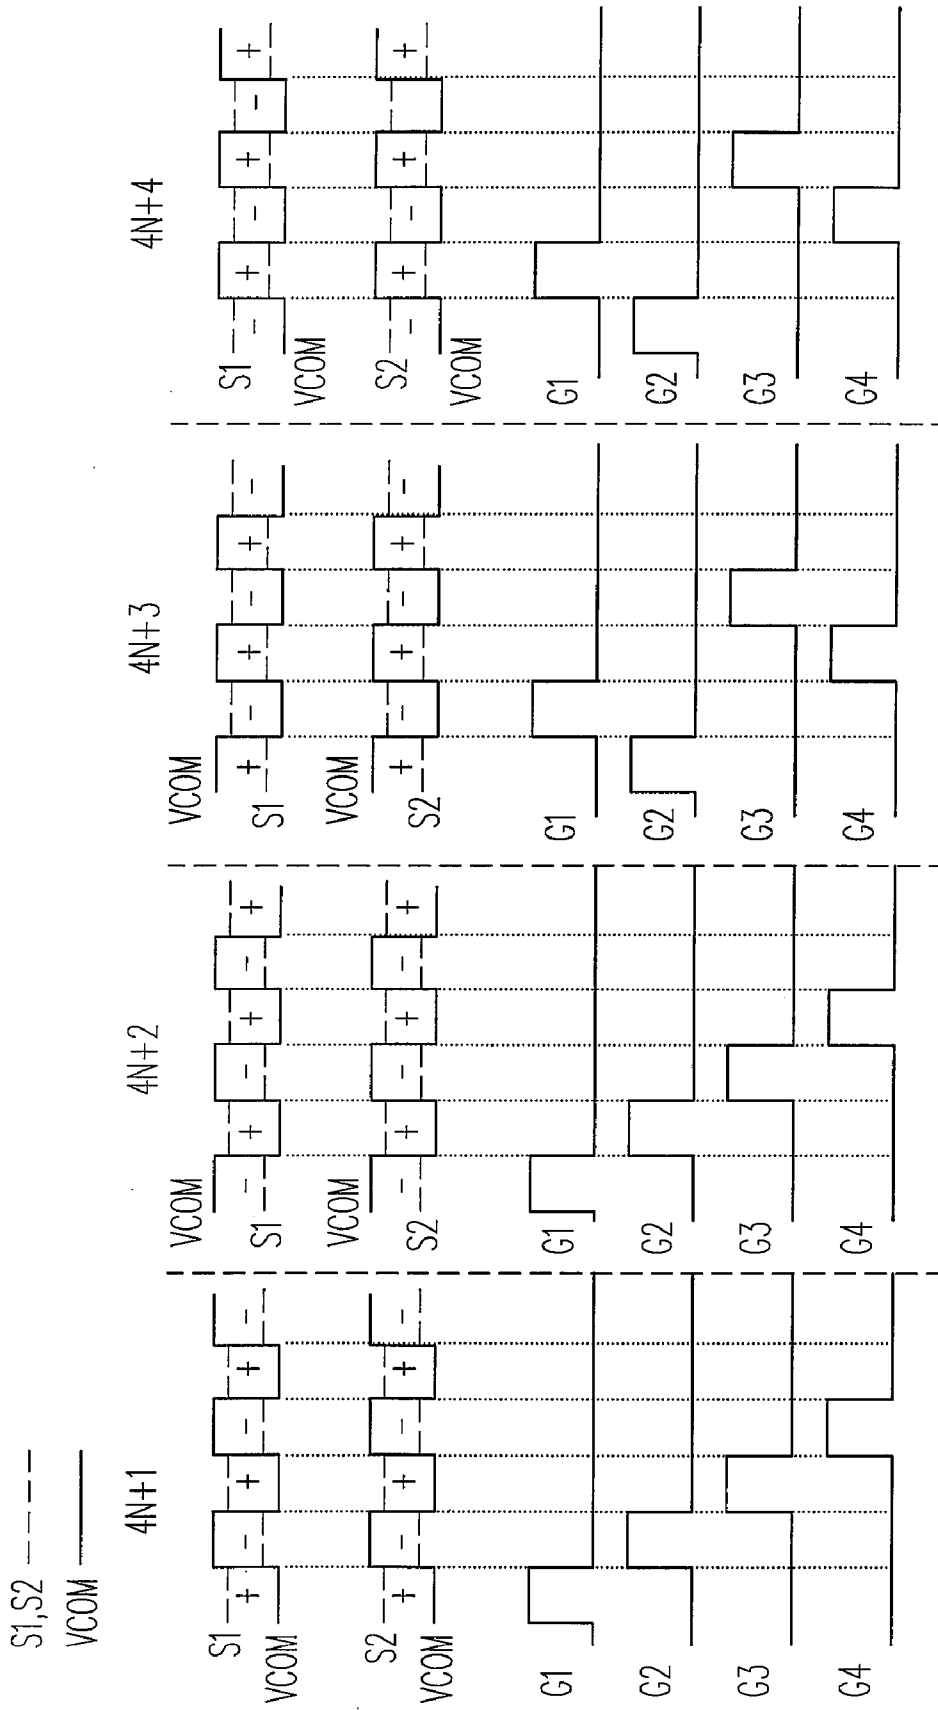 S1,S2
VCOM
4N+1
S1
+ - + - + -
VCOM
S2
+ - + - + -
VCOM
G1
G2
G3
G4
4N+2
VCOM
- + - + - +
S1
VCOM
- + - + - +
S2
G1
G2
G3
G4
4N+3
VCOM
+ - + - + -
S1
VCOM
+ - + - + -
S2
G1
G2
G3
G4
4N+4
S1
- + - + - +
VCOM
S2
- + - + +
VCOM
G1
G2
G3
G4